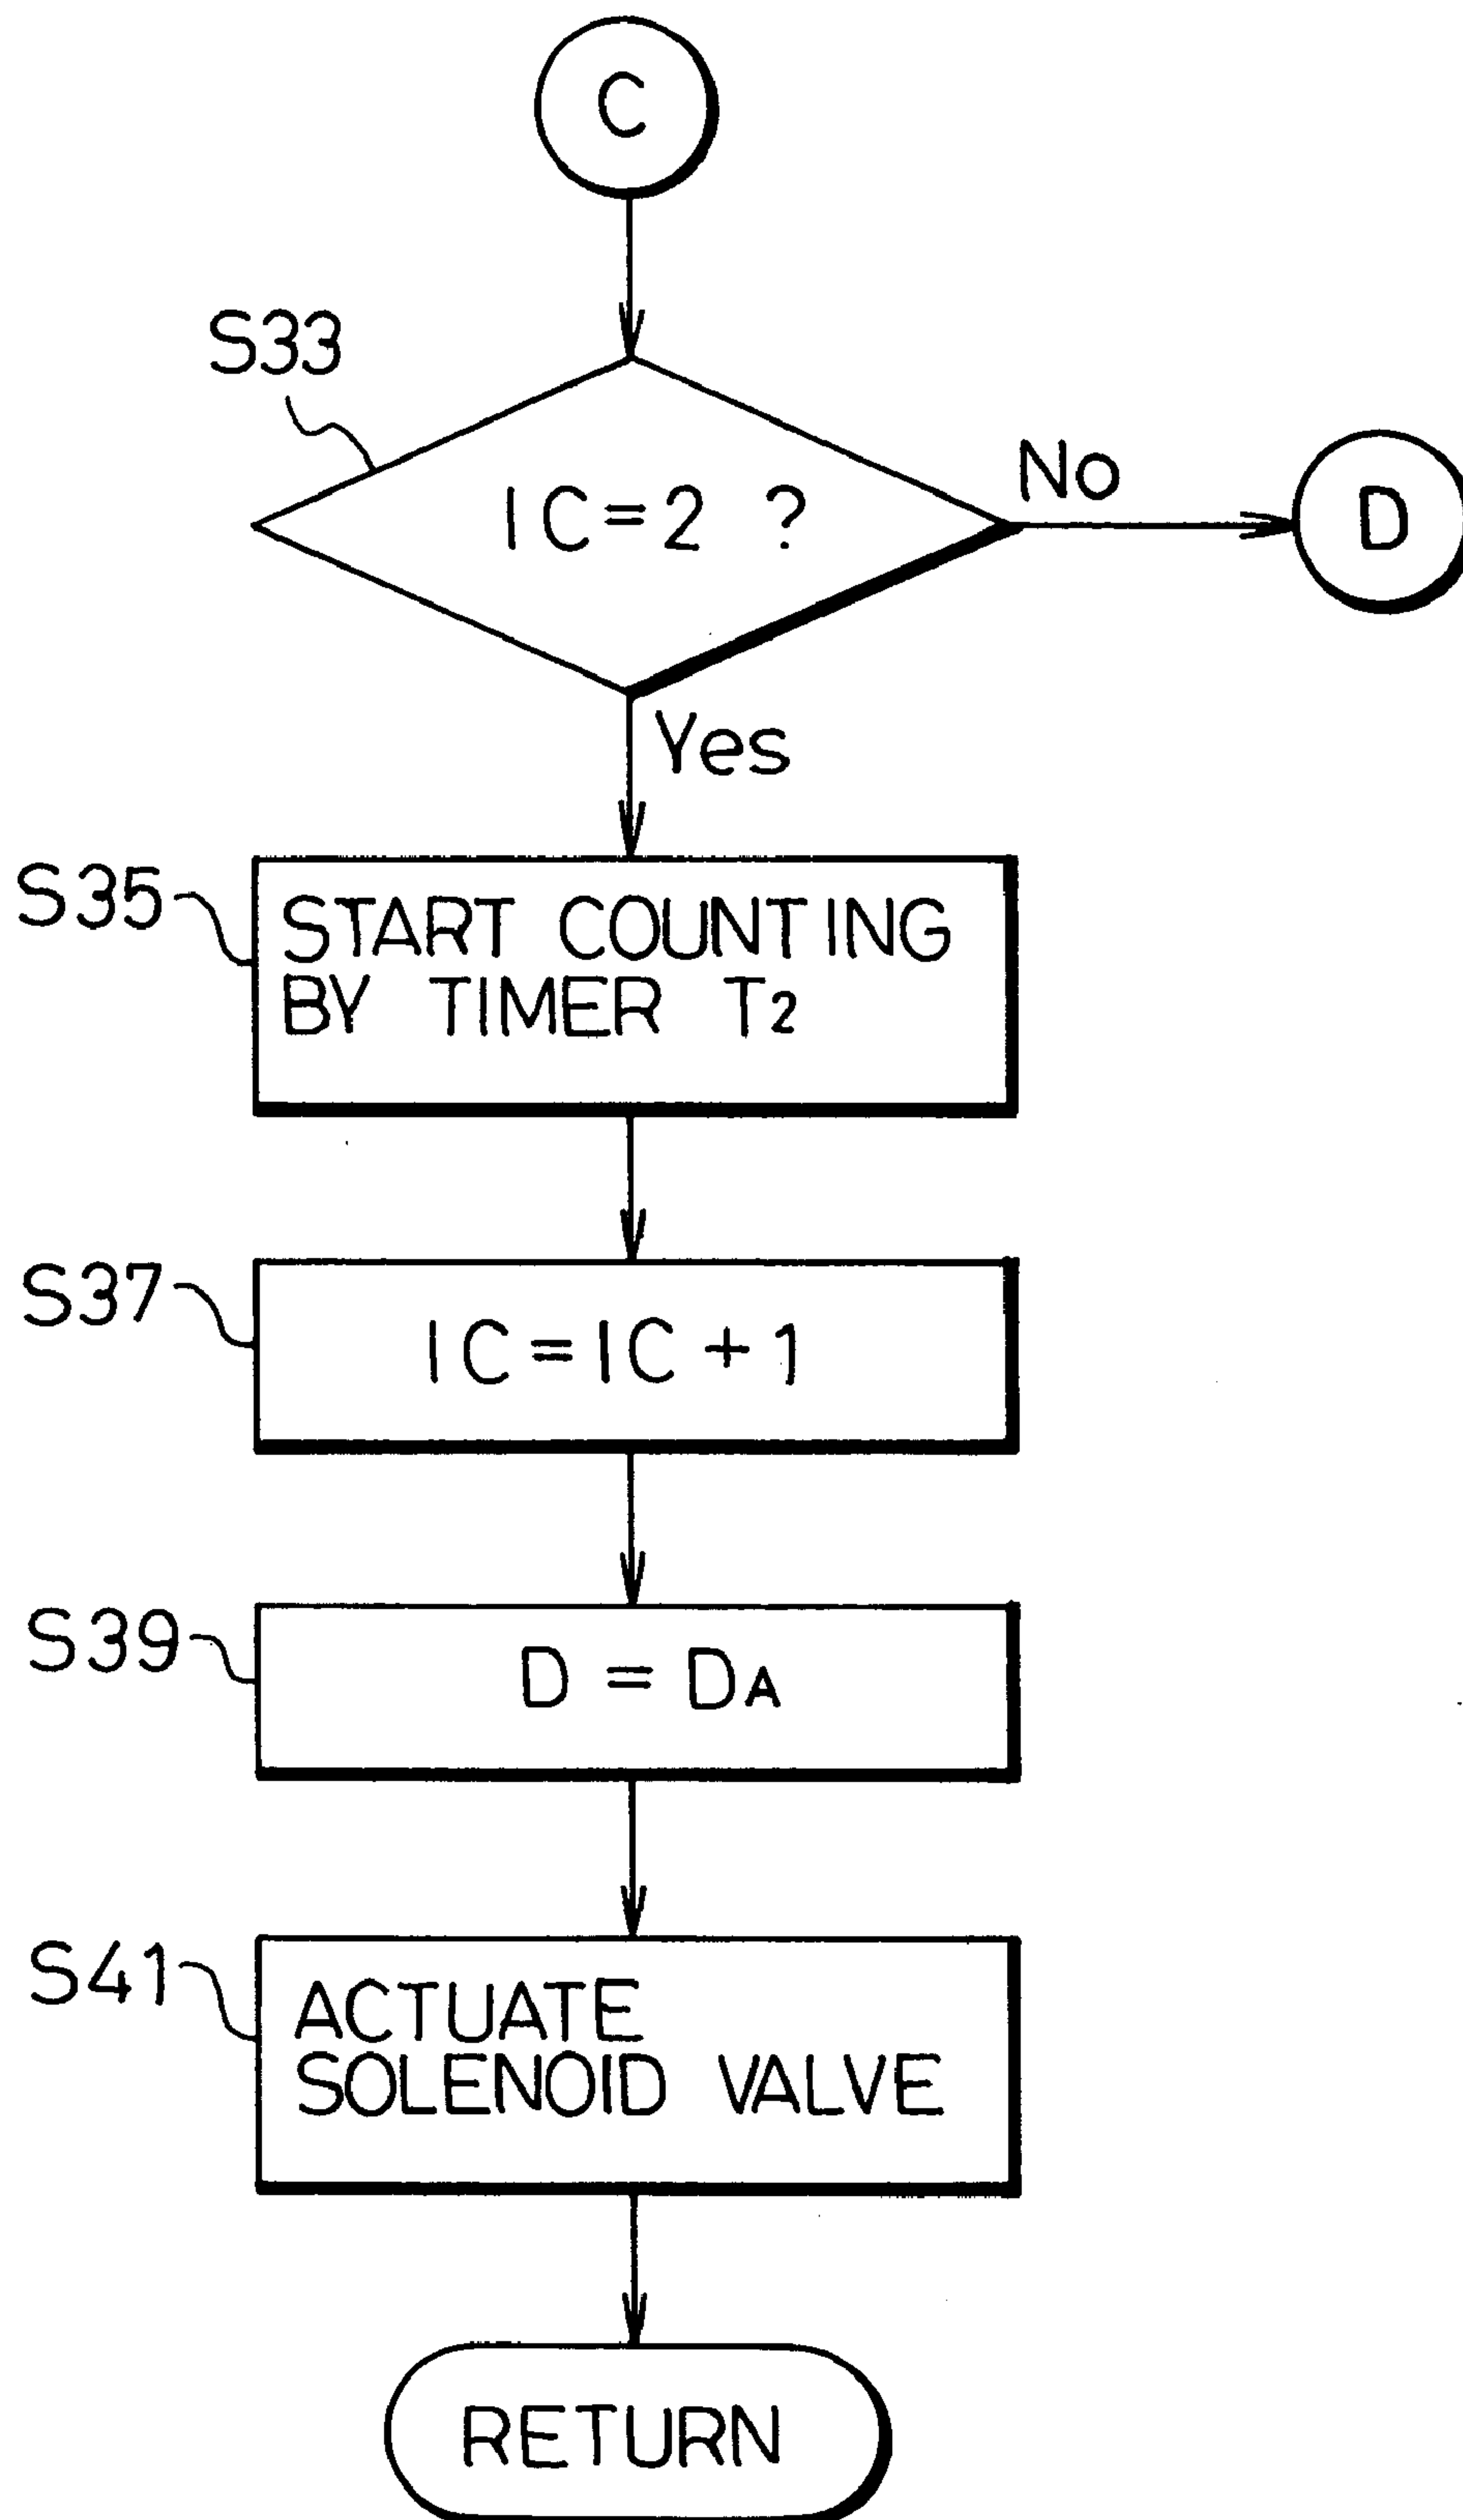 C
S33
IC=2 ?
No
D
Yes
S35
START COUNTING
BY TIMER T2
S37
IC=IC+1
S39
D=DA
S41
ACTUATE
SOLENOID VALVE
RETURN